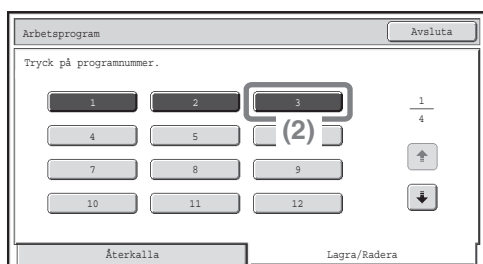 Arbetsprogram Avsluta
Tryck på programnummer.
1 2 3 1
4
4 5 (2)
7 8 9
10 11 12
Återkalla Lagra/Radera